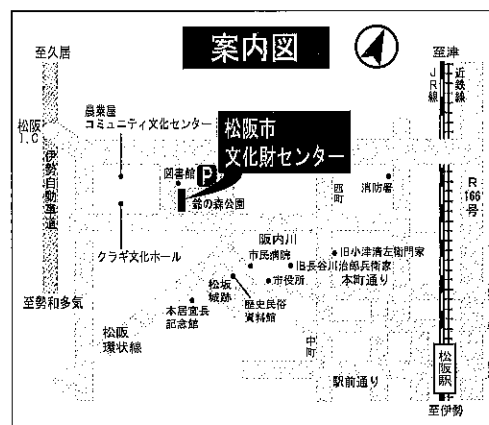 案内図
至久居
至津
JR線
近鉄線
農業屋
コミュニティ文化センター
松阪
I.C
伊勢自動車道
松阪市
文化財センター
図書館
P
鈴の森公園
西町
消防署
R
166
号
クラギ文化ホール
阪内川
市民病院
旧小津清左衛門家
旧長谷川治郎兵衛家
本町通り
市役所
松坂
城跡
歴史民俗
資料館
本居宣長
記念館
至勢和多気
松阪
環状線
中町
駅前通り
松阪駅
至伊勢